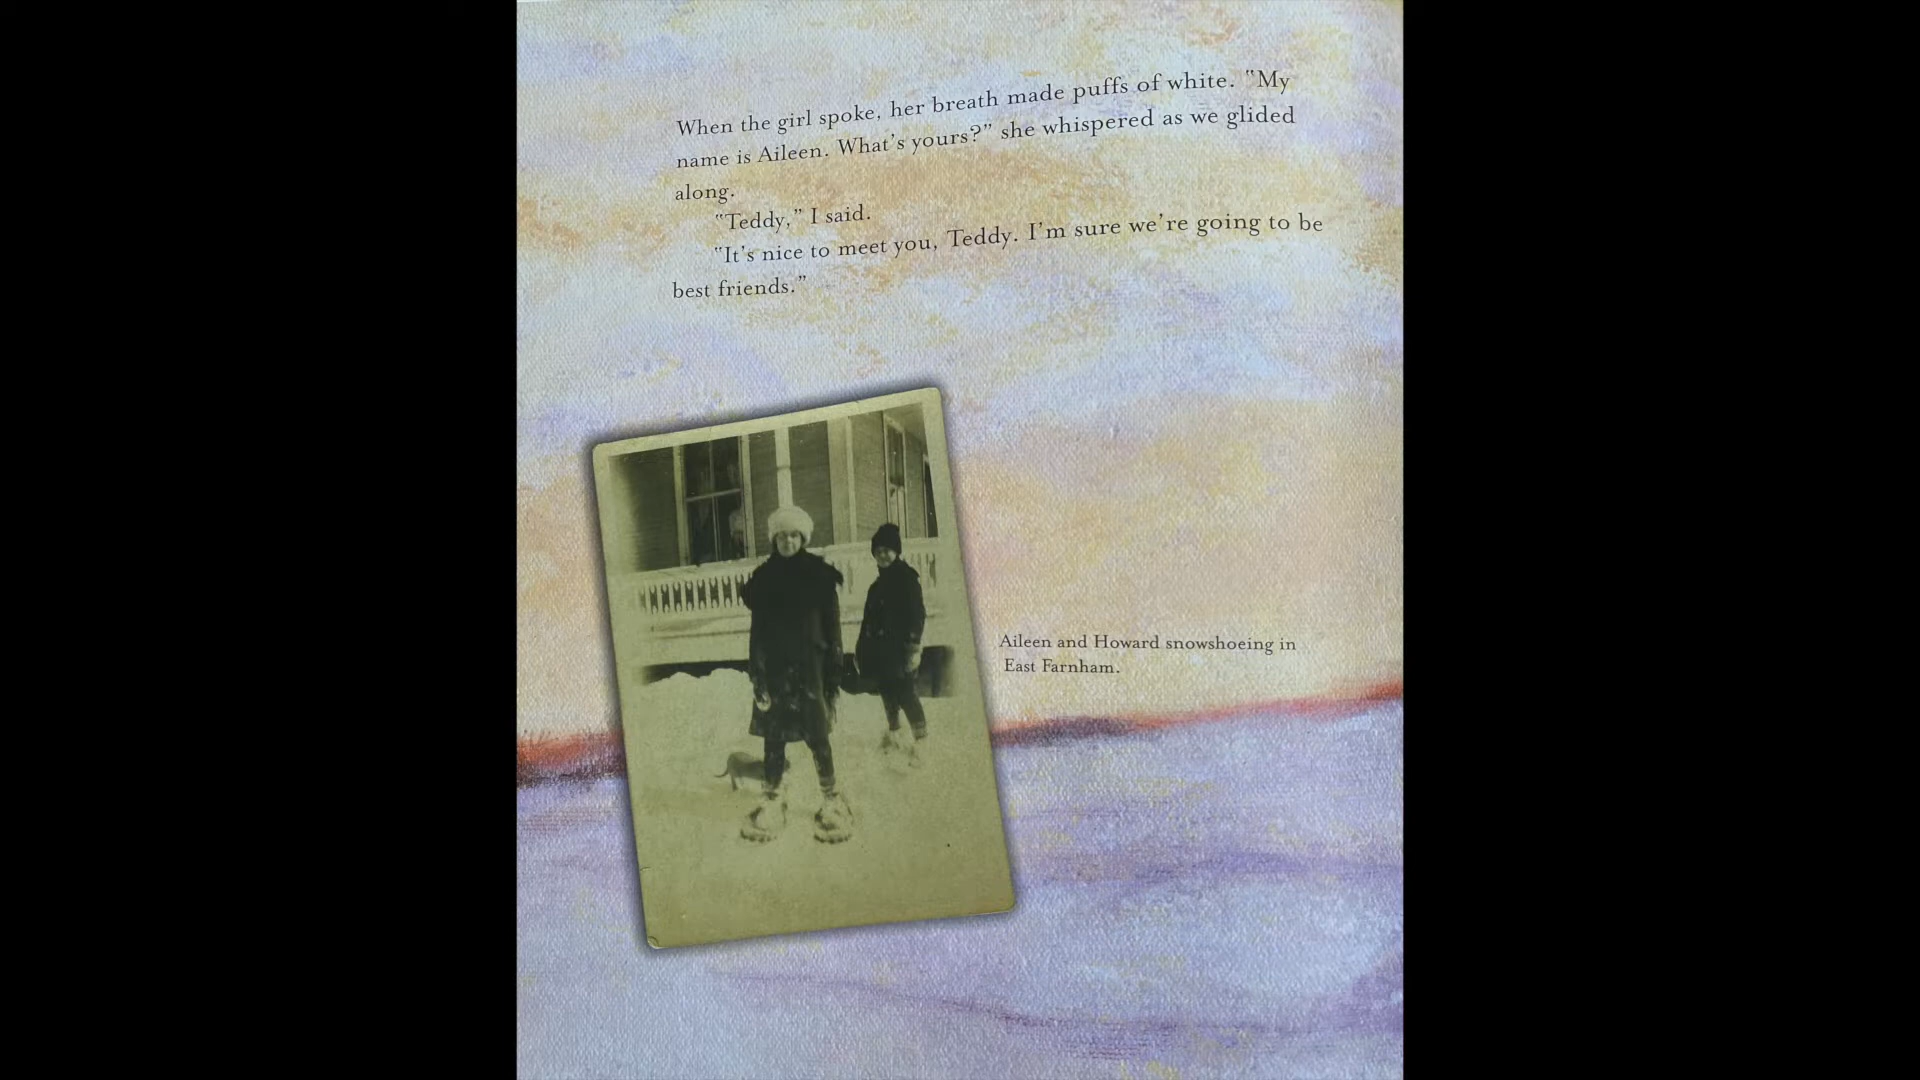 When the girl spoke, her breath made puffs of white. "My
name is Aileen. What's yours?" she whispered as we glided
along.
"Teddy," I said.
"It's nice to meet you, Teddy. I'm sure we're going to be
best friends."
Aileen and Howard snowshoeing in
East Farnham.